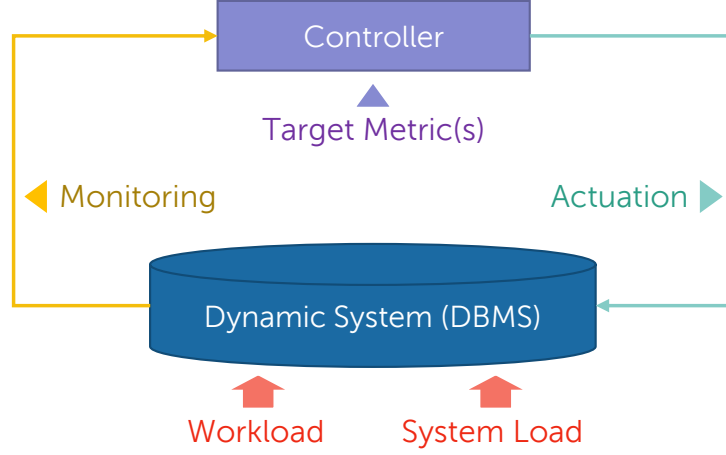 Controller
Target Metric(s)
Monitoring
Actuation
Dynamic System (DBMS)
Workload
System Load